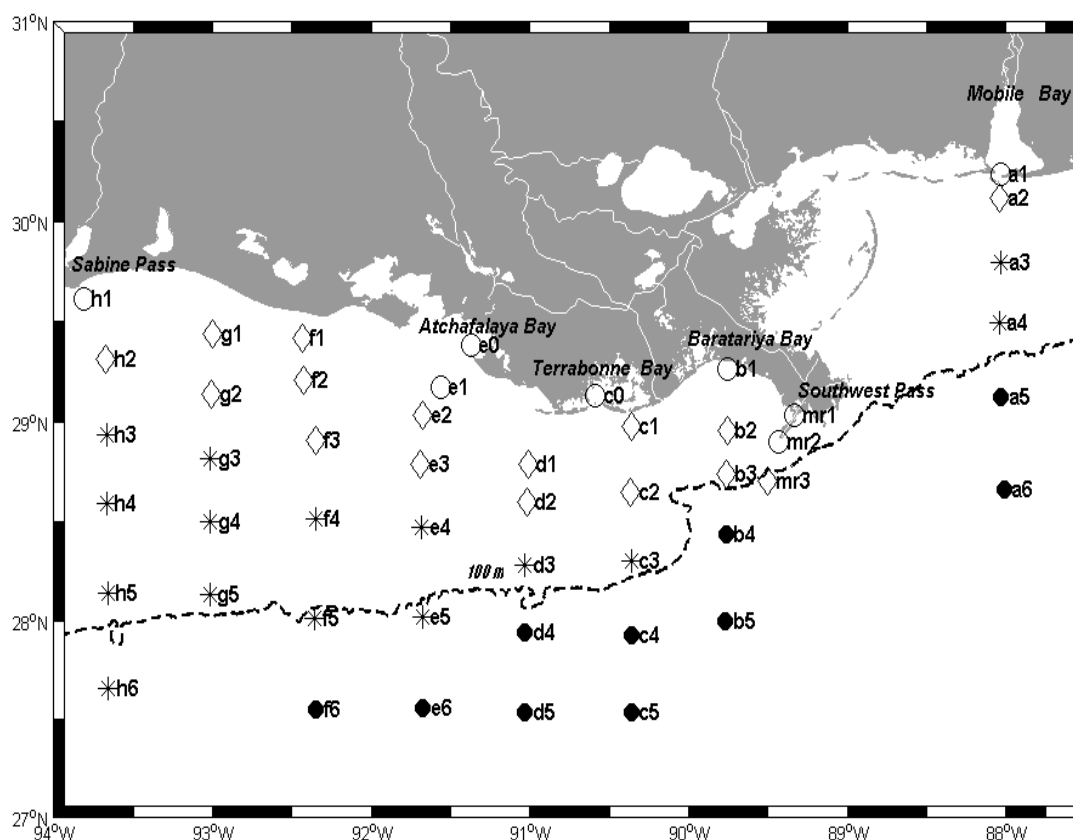 31°N
Mobile Bay
a1
a2
30°N
a3
Sabine Pass
h1
a4
Atchafalaya Bay
g1
f1
e0
Baratariya Bay
h2
Terrabonne Bay
b1
f2
g2
e1
c0
Southwest Pass
a5
e2
mr1
29°N
h3
f3
c1
b2
mr2
g3
e3
d1
b3
mr3
a6
h4
d2
c2
g4
f4
e4
b4
d3
c3
100 m
h5
g5
28°N
f5
e5
d4
c4
b5
h6
f6
e6
d5
c5
27°N
94°W 93°W 92°W 91°W 90°W 89°W 88°W